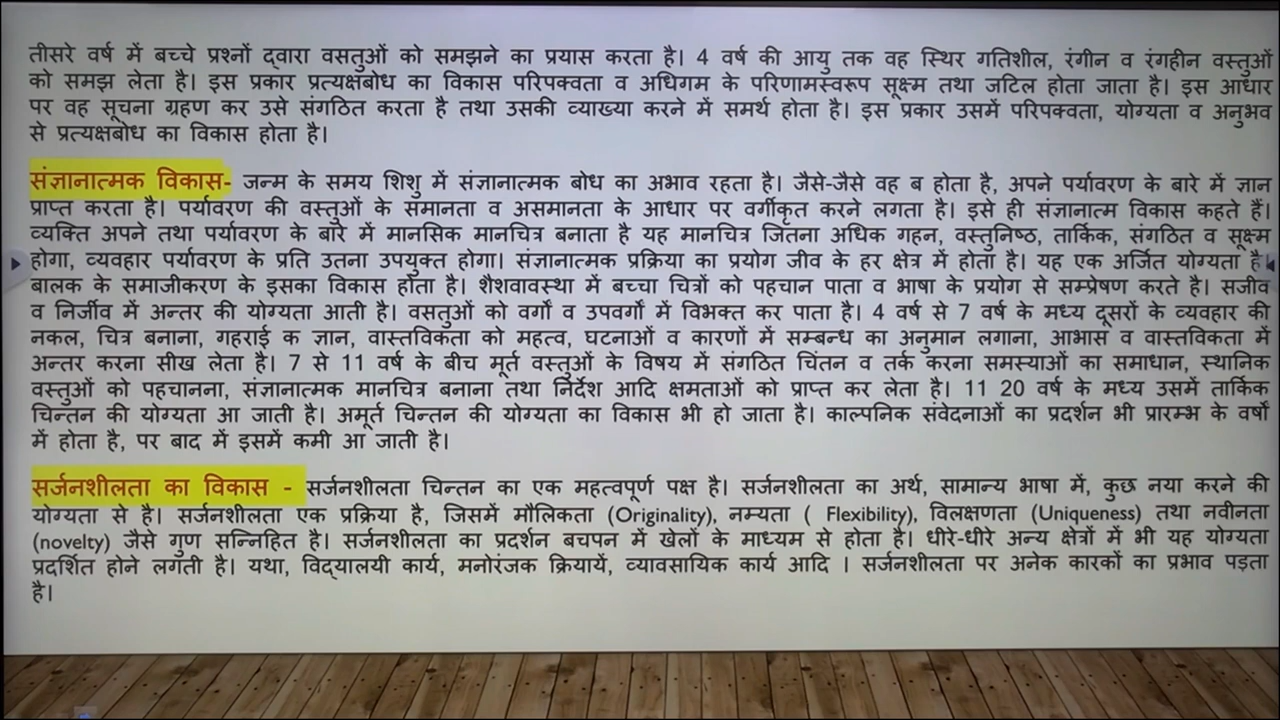 तीसरे वर्ष में बच्चे प्रश्नों द्वारा वसतुओं को समझने का प्रयास करता है। 4 वर्ष की आयु तक वह स्थिर गतिशील, रंगीन व रंगहीन वस्तुओं
को समझ लेता है। इस प्रकार प्रत्यक्षबोध का विकास परिपक्वता व अधिगम के परिणामस्वरूप सूक्ष्म तथा जटिल होता जाता है। इस आधार
पर वह सूचना ग्रहण कर उसे संगठित करता है तथा उसकी व्याख्या करने में समर्थ होता है। इस प्रकार उसमें परिपक्वता, योग्यता व अनुभव
से प्रत्यक्षबोध का विकास होता है।
संज्ञानात्मक विकास- जन्म के समय शिशु में संज्ञानात्मक बोध का अभाव रहता है। जैसे-जैसे वह ब होता है, अपने पर्यावरण के बारे में ज्ञान
प्राप्त करता है। पर्यावरण की वस्तुओं के समानता व असमानता के आधार पर वर्गीकृत करने लगता है। इसे ही संज्ञानात्म विकास कहते हैं।
व्यक्ति अपने तथा पर्यावरण के बारे में मानसिक मानचित्र बनाता है यह मानचित्र जितना अधिक गहन, वस्तुनिष्ठ, तार्किक, संगठित व सूक्ष्म
होगा, व्यवहार पर्यावरण के प्रति उतना उपयुक्त होगा। संज्ञानात्मक प्रक्रिया का प्रयोग जीव के हर क्षेत्र में होता है। यह एक अर्जित योग्यता है।
बालक के समाजीकरण के इसका विकास होता है। शैशवावस्था में बच्चा चित्रों को पहचान पाता व भाषा के प्रयोग से सम्प्रेषण करते है। सजीव
व निर्जीव में अन्तर की योग्यता आती है। वसतुओं को वर्गों व उपवर्गों में विभक्त कर पाता है। 4 वर्ष से 7 वर्ष के मध्य दूसरों के व्यवहार की
नकल, चित्र बनाना, गहराई क ज्ञान, वास्तविकता को महत्व, घटनाओं व कारणों में सम्बन्ध का अनुमान लगाना, आभास व वास्तविकता में
अन्तर करना सीख लेता है। 7 से 11 वर्ष के बीच मूर्त वस्तुओं के विषय में संगठित चिंतन व तर्क करना समस्याओं का समाधान, स्थानिक
वस्तुओं को पहचानना, संज्ञानात्मक मानचित्र बनाना तथा निर्देश आदि क्षमताओं को प्राप्त कर लेता है। 11 20 वर्ष के मध्य उसमें तार्किक
चिन्तन की योग्यता आ जाती है। अमूर्त चिन्तन की योग्यता का विकास भी हो जाता है। काल्पनिक संवेदनाओं का प्रदर्शन भी प्रारम्भ के वर्षों
में होता है, पर बाद में इसमें कमी आ जाती है।
सर्जनशीलता का विकास - सर्जनशीलता चिन्तन का एक महत्वपूर्ण पक्ष है। सर्जनशीलता का अर्थ, सामान्य भाषा में, कुछ नया करने की
योग्यता से है। सर्जनशीलता एक प्रक्रिया है, जिसमें मौलिकता (Originality), नम्यता ( Flexibility), विलक्षणता (Uniqueness) तथा नवीनता
(novelty) जैसे गुण सन्निहित है। सर्जनशीलता का प्रदर्शन बचपन में खेलों के माध्यम से होता है। धीरे-धीरे अन्य क्षेत्रों में भी यह योग्यता
प्रदर्शित होने लगती है। यथा, विद्यालयी कार्य, मनोरंजक क्रियायें, व्यावसायिक कार्य आदि । सर्जनशीलता पर अनेक कारकों का प्रभाव पड़ता
है।